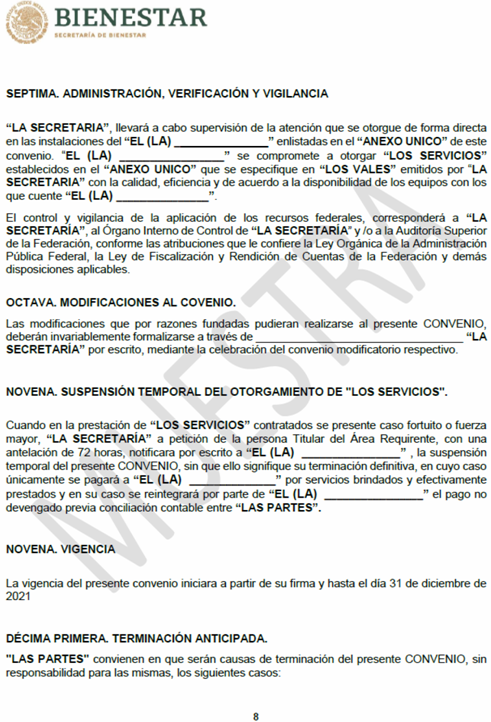 BIENESTAR
SECRETARÍA DE BIENESTAR
SEPTIMA. ADMINISTRACIÓN, VERIFICACIÓN Y VIGILANCIA
“LA SECRETARIA”, llevará a cabo supervisión de la atención que se otorgue de forma directa
en las instalaciones del “EL (LA) _______________” enlistadas en el “ANEXO UNICO” de este
convenio. “EL (LA) _________________” se compromete a otorgar “LOS SERVICIOS”
establecidos en el “ANEXO UNICO” que se especifique en “LOS VALES” emitidos por “LA
SECRETARIA” con la calidad, eficiencia y de acuerdo a la disponibilidad de los equipos con los
que cuente “EL (LA) _______________”.
El control y vigilancia de la aplicación de los recursos federales, corresponderá a “LA
SECRETARÍA”, al Órgano Interno de Control de “LA SECRETARÍA” y /o a la Auditoría Superior
de la Federación, conforme las atribuciones que le confiere la Ley Orgánica de la Administración
Pública Federal, la Ley de Fiscalización y Rendición de Cuentas de la Federación y demás
disposiciones aplicables.
OCTAVA. MODIFICACIONES AL COVENIO.
Las modificaciones que por razones fundadas pudieran realizarse al presente CONVENIO,
deberán invariablemente formalizarse a través de _________________________________ “LA
SECRETARÍA” por escrito, mediante la celebración del convenio modificatorio respectivo.
NOVENA. SUSPENSIÓN TEMPORAL DEL OTORGAMIENTO DE "LOS SERVICIOS".
Cuando en la prestación de “LOS SERVICIOS” contratados se presente caso fortuito o fuerza
mayor, “LA SECRETARÍA” a petición de la persona Titular del Área Requirente, con una
antelación de 72 horas, notificara por escrito a “EL (LA) ________________” , la suspensión
temporal del presente CONVENIO, sin que ello signifique su terminación definitiva, en cuyo caso
únicamente se pagará a “EL (LA) ______________” por servicios brindados y efectivamente
prestados y en su caso se reintegrará por parte de “EL (LA) ________________” el pago no
devengado previa conciliación contable entre “LAS PARTES”.
NOVENA. VIGENCIA
La vigencia del presente convenio iniciara a partir de su firma y hasta el día 31 de diciembre de
2021
DÉCIMA PRIMERA. TERMINACIÓN ANTICIPADA.
"LAS PARTES" convienen en que serán causas de terminación del presente CONVENIO, sin
responsabilidad para las mismas, los siguientes casos:
8
MUESTRA